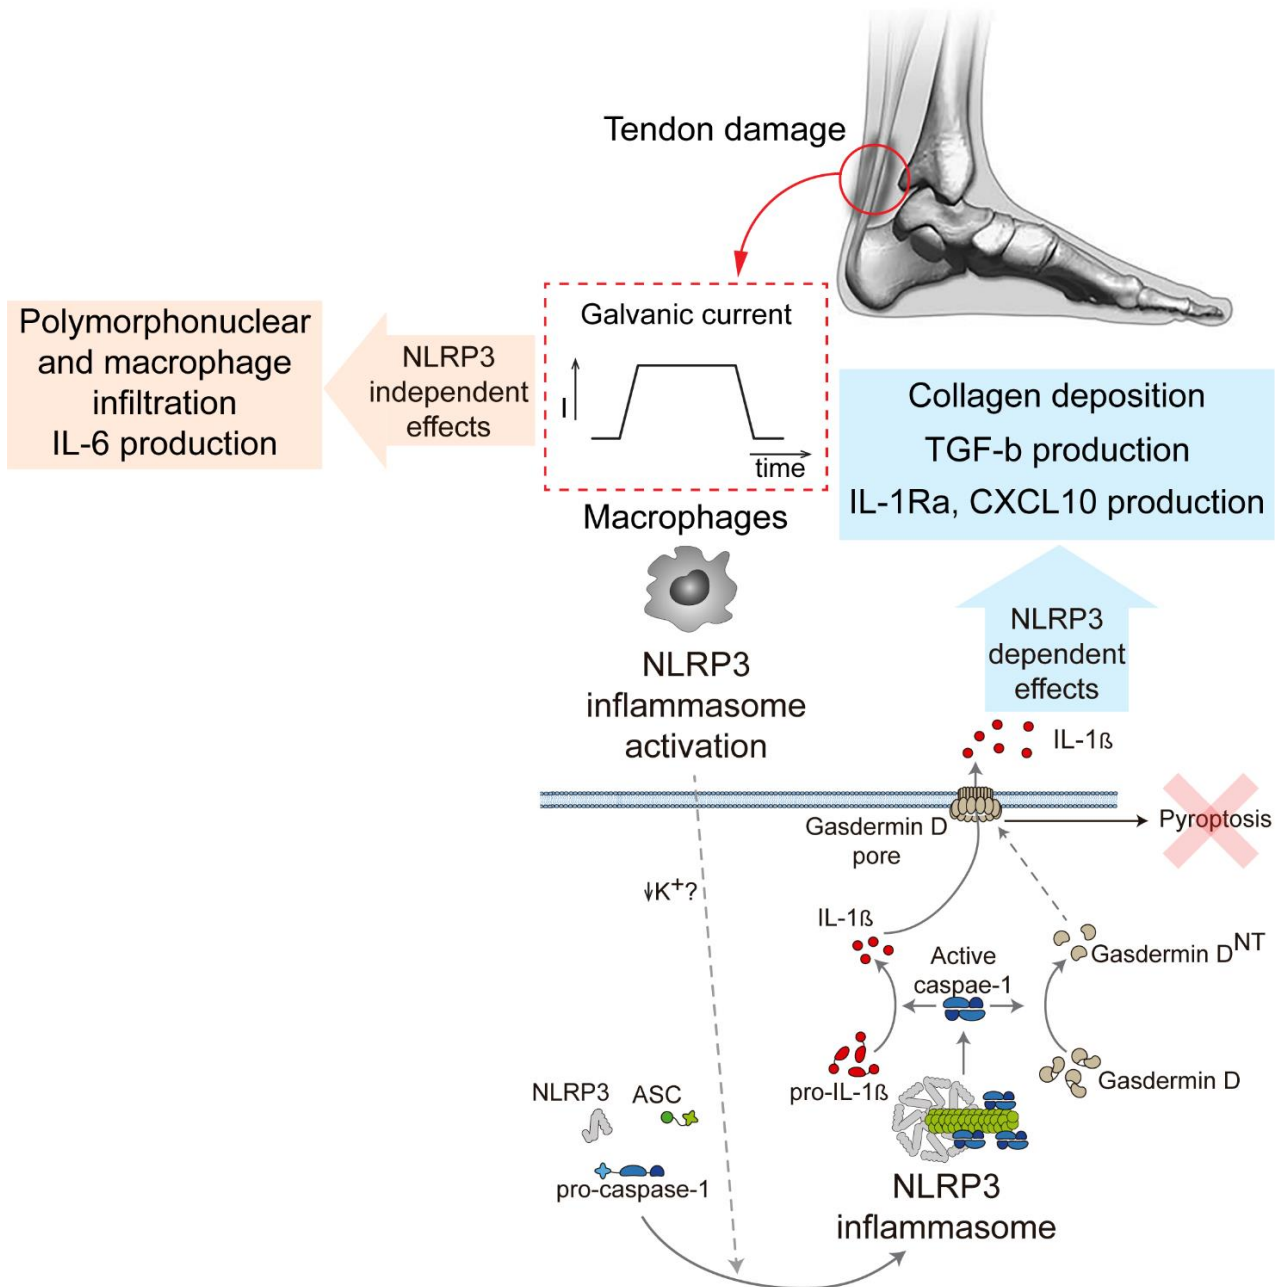 Tendon damage
Galvanic current
I
time
Polymorphonuclear
and macrophage
infiltration
IL-6 production
NLRP3
independent
effects
Collagen deposition
TGF-b production
IL-1Ra, CXCL10 production
Macrophages
NLRP3
inflammasome
activation
NLRP3
dependent
effects
IL-1ß
Gasdermin D
pore
Pyroptosis
↓K+?
IL-1ß
Active
caspae-1
Gasdermin DNT
pro-IL-1ß
Gasdermin D
NLRP3
ASC
pro-caspase-1
NLRP3
inflammasome